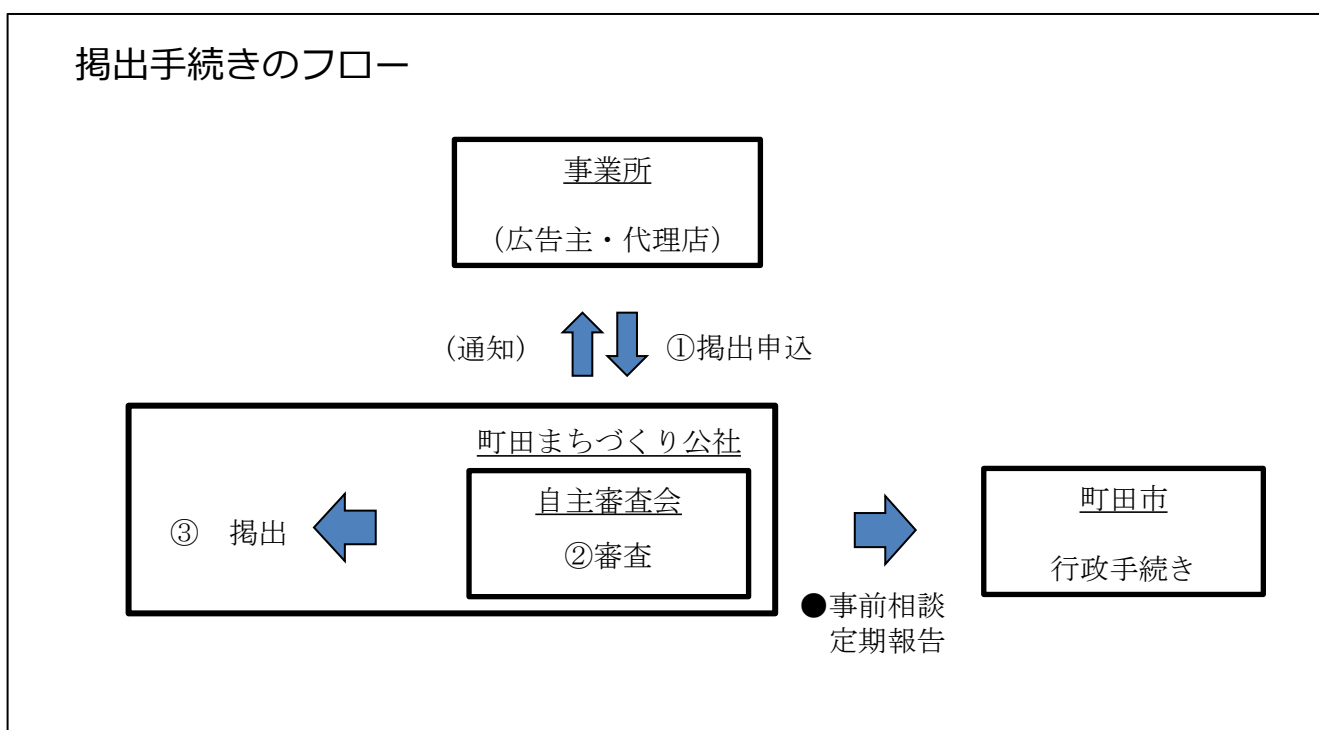 掲出手続きのフロー
事業所
(広告主・代理店)
(通知)
①掲出申込
町田まちづくり公社
自主審査会
②審査
③ 掲出
町田市
行政手続き
●事前相談
定期報告